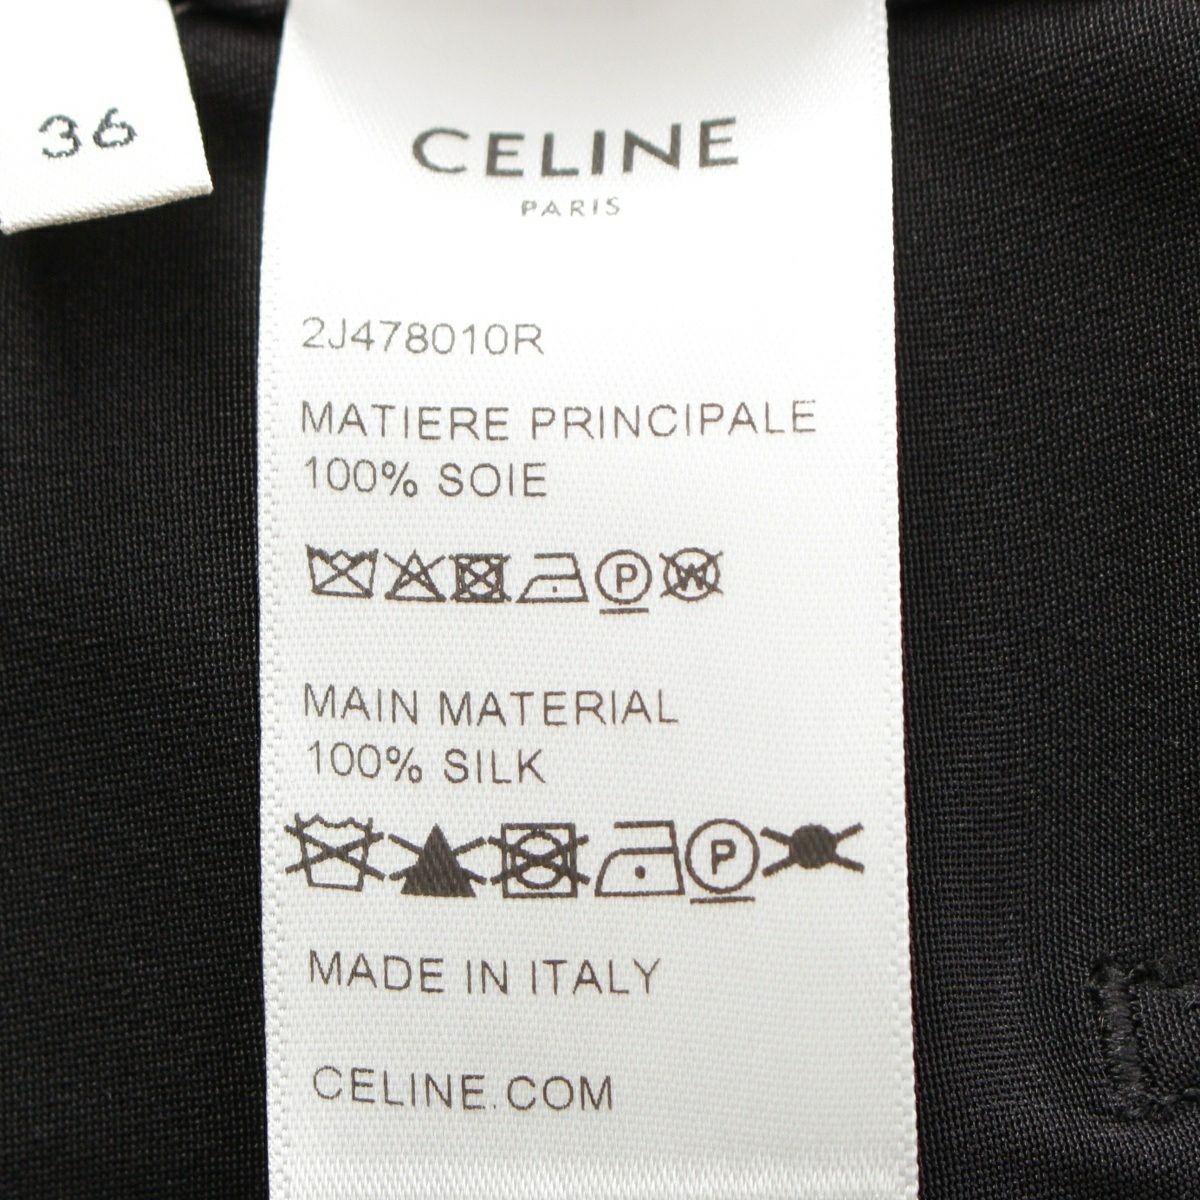 36
CELINE
PARIS
2J478010R
MATIERE PRINCIPALE
100% SOIE
P W
MAIN MATERIAL
100% SILK
P
MADE IN ITALY
CELINE.COM